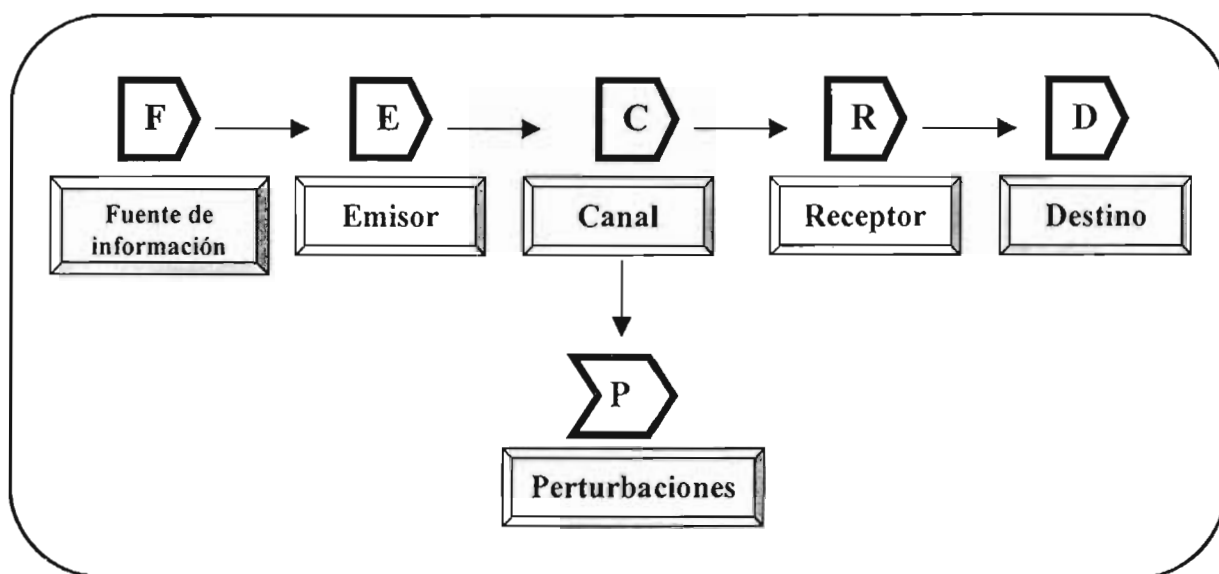 F
E
C
R
D
Fuente de
información
Emisor
Canal
Receptor
Destino
P
Perturbaciones